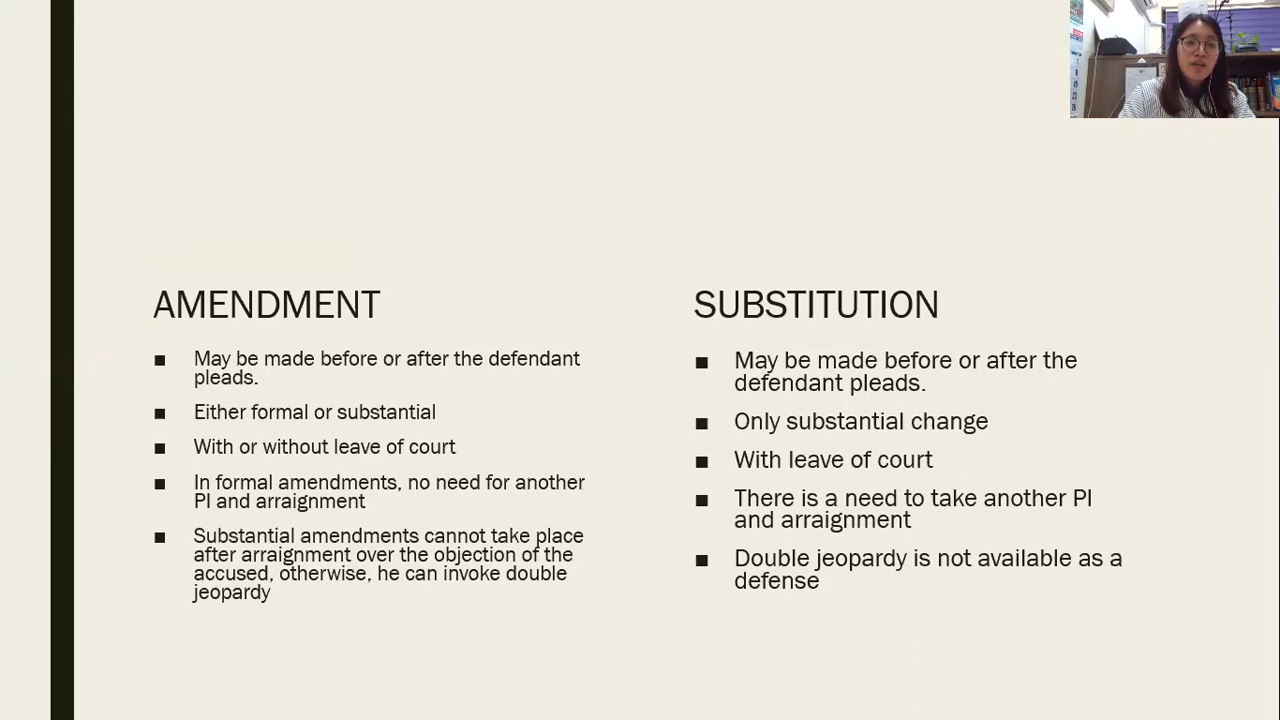 AMENDMENT
■ May be made before or after the defendant
pleads.
■ Either formal or substantial
■ With or without leave of court
■ In formal amendments, no need for another
PI and arraignment
■ Substantial amendments cannot take place
after arraignment over the objection of the
accused, otherwise, he can invoke double
jeopardy
SUBSTITUTION
■ May be made before or after the
defendant pleads.
■ Only substantial change
■ With leave of court
■ There is a need to take another PI
and arraignment
■ Double jeopardy is not available as a
defense